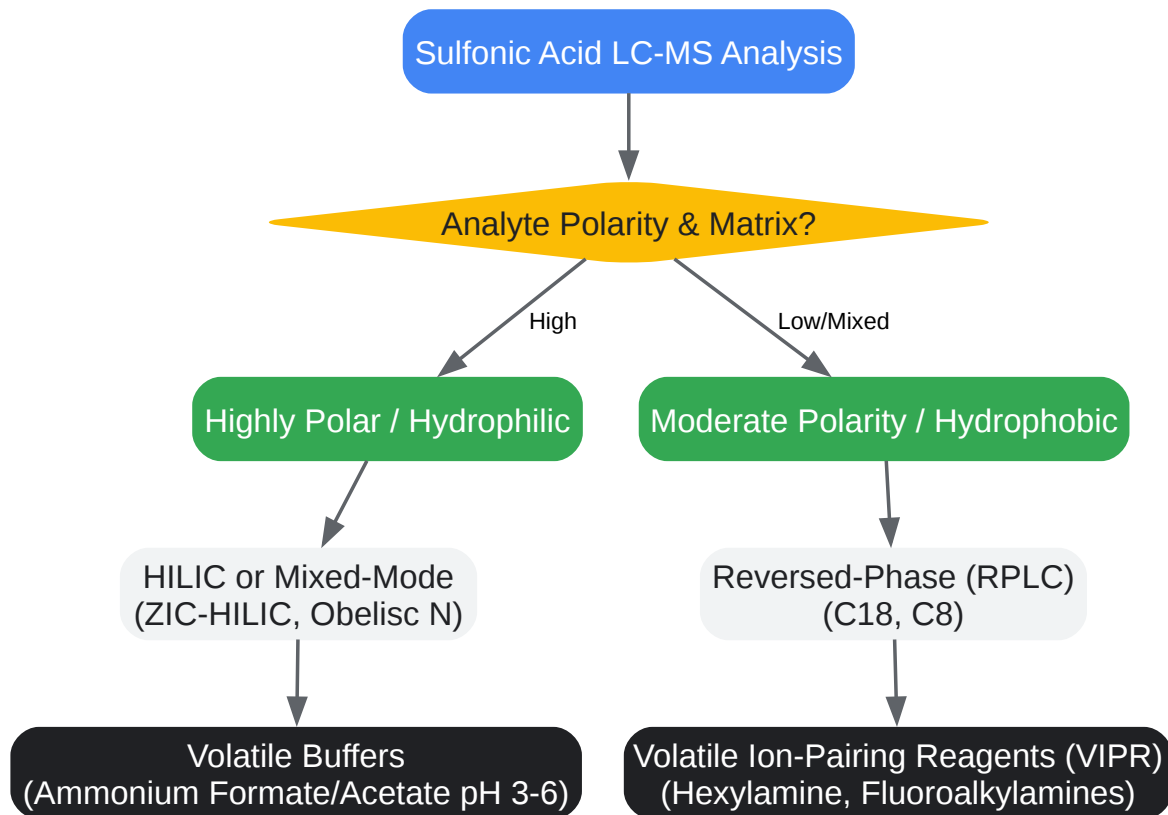 Sulfonic Acid LC-MS Analysis
Analyte Polarity & Matrix?
High
Low/Mixed
Highly Polar / Hydrophilic
Moderate Polarity / Hydrophobic
HILIC or Mixed-Mode
(ZIC-HILIC, Obelisc N)
Reversed-Phase (RPLC)
(C18, C8)
Volatile Buffers
(Ammonium Formate/Acetate pH 3-6)
Volatile Ion-Pairing Reagents (VIPR)
(Hexylamine, Fluoroalkylamines)